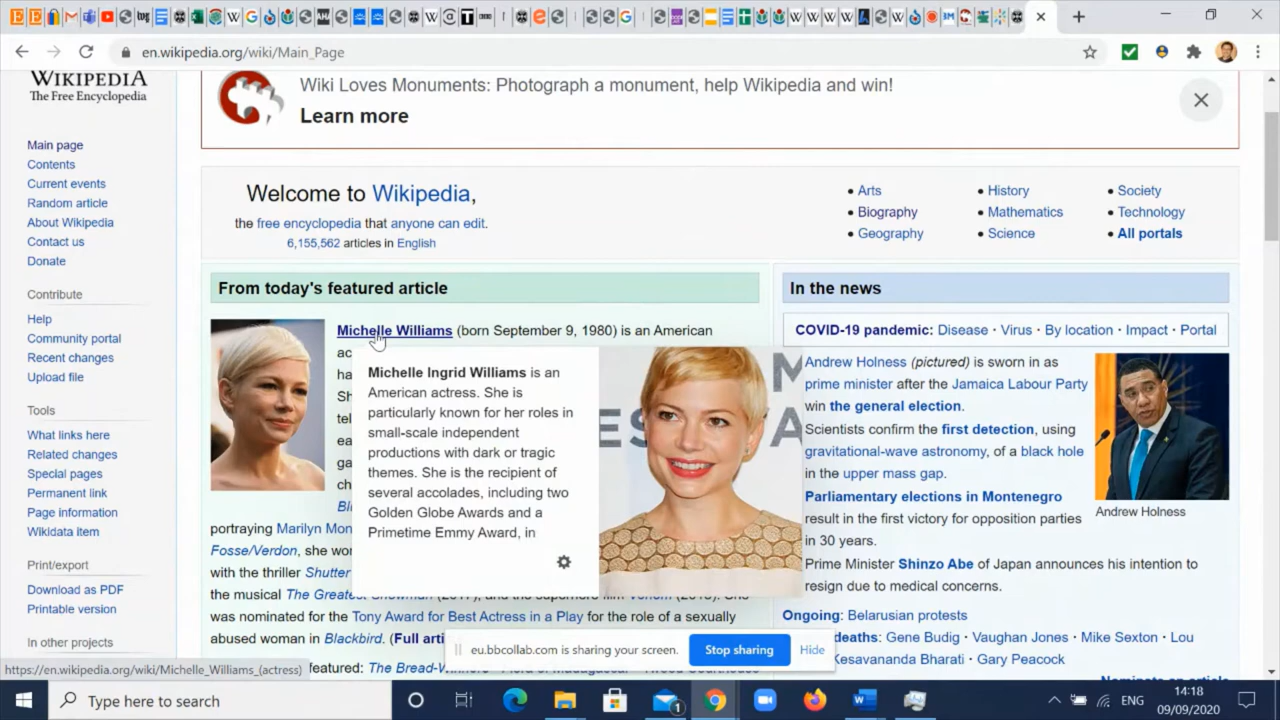 en.wikipedia.org/wiki/Main_Page
WIKIPEDIA
The Free Encyclopedia
Main page
Contents
Current events
Random article
About Wikipedia
Contact us
Donate
Contribute
Help
Community portal
Recent changes
Upload file
Tools
What links here
Related changes
Special pages
Permanent link
Page information
Wikidata item
Print/export
Download as PDF
Printable version
In other projects
Wiki Loves Monuments: Photograph a monument, help Wikipedia and win!
Learn more
Welcome to Wikipedia,
the free encyclopedia that anyone can edit.
6,155,562 articles in English
• Arts
• Biography
• Geography
• History
• Mathematics
• Science
• Society
• Technology
• All portals
From today's featured article
Michelle Williams (born September 9, 1980) is an American
Michelle Ingrid Williams is an
American actress. She is
particularly known for her roles in
small-scale independent
productions with dark or tragic
themes. She is the recipient of
several accolades, including two
Golden Globe Awards and a
Primetime Emmy Award, in
portraying Marilyn Mon
Fosse/Verdon, she wo
with the thriller Shutter
the musical The Greatest Showman (2017), and the superhero film Venom (2018). She
was nominated for the Tony Award for Best Actress in a Play for the role of a sexually
abused woman in Blackbird. (Full arti
featured: The Bread-
In the news
COVID-19 pandemic: Disease · Virus · By location · Impact · Portal
Andrew Holness (pictured) is sworn in as
prime minister after the Jamaica Labour Party
win the general election.
Scientists confirm the first detection, using
gravitational-wave astronomy, of a black hole
in the upper mass gap.
Parliamentary elections in Montenegro
result in the first victory for opposition parties
in 30 years.
Prime Minister Shinzo Abe of Japan announces his intention to
resign due to medical concerns.
Andrew Holness
Ongoing: Belarusian protests
deaths: Gene Budig · Vaughan Jones · Mike Sexton · Lou
Kesavananda Bharati · Gary Peacock
eu.bbcollab.com is sharing your screen.
Stop sharing
Hide
https://en.wikipedia.org/wiki/Michelle_Williams_(actress)
Type here to search
1
ENG
14:18
09/09/2020